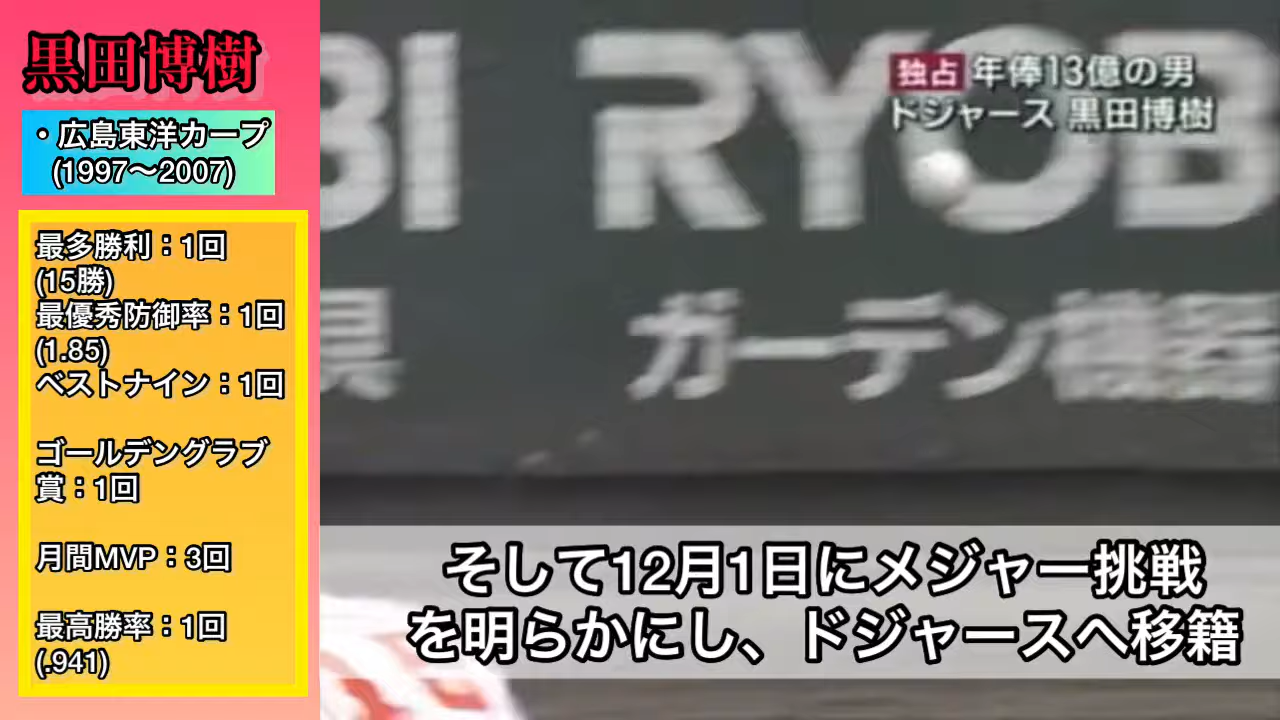 黒田博樹
・広島東洋カープ
(1997〜2007)
最多勝利：1回
(15勝)
最優秀防御率：1回
(1.85)
ベストナイン：1回
ゴールデングラブ
賞：1回
月間MVP：3回
最高勝率：1回
(.941)
BI RYOB
独占 年俸13億の男
ドジャース 黒田博樹
具 ガーデン機器
そして12月1日にメジャー挑戦
を明らかにし、ドジャースへ移籍